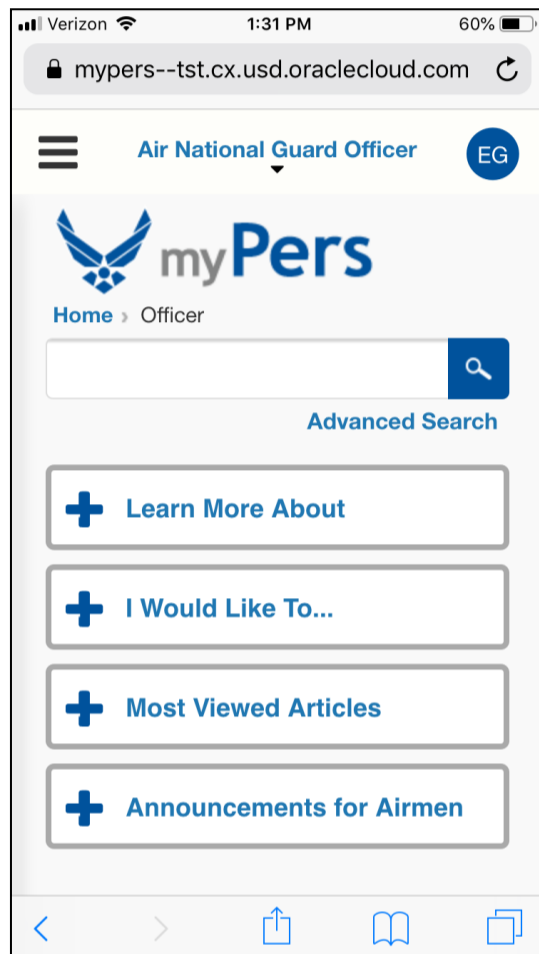 Verizon 1:31 PM 60%
mypers--tst.cx.usd.oraclecloud.com
Air National Guard Officer EG
myPers
Home › Officer
Advanced Search
Learn More About
I Would Like To...
Most Viewed Articles
Announcements for Airmen